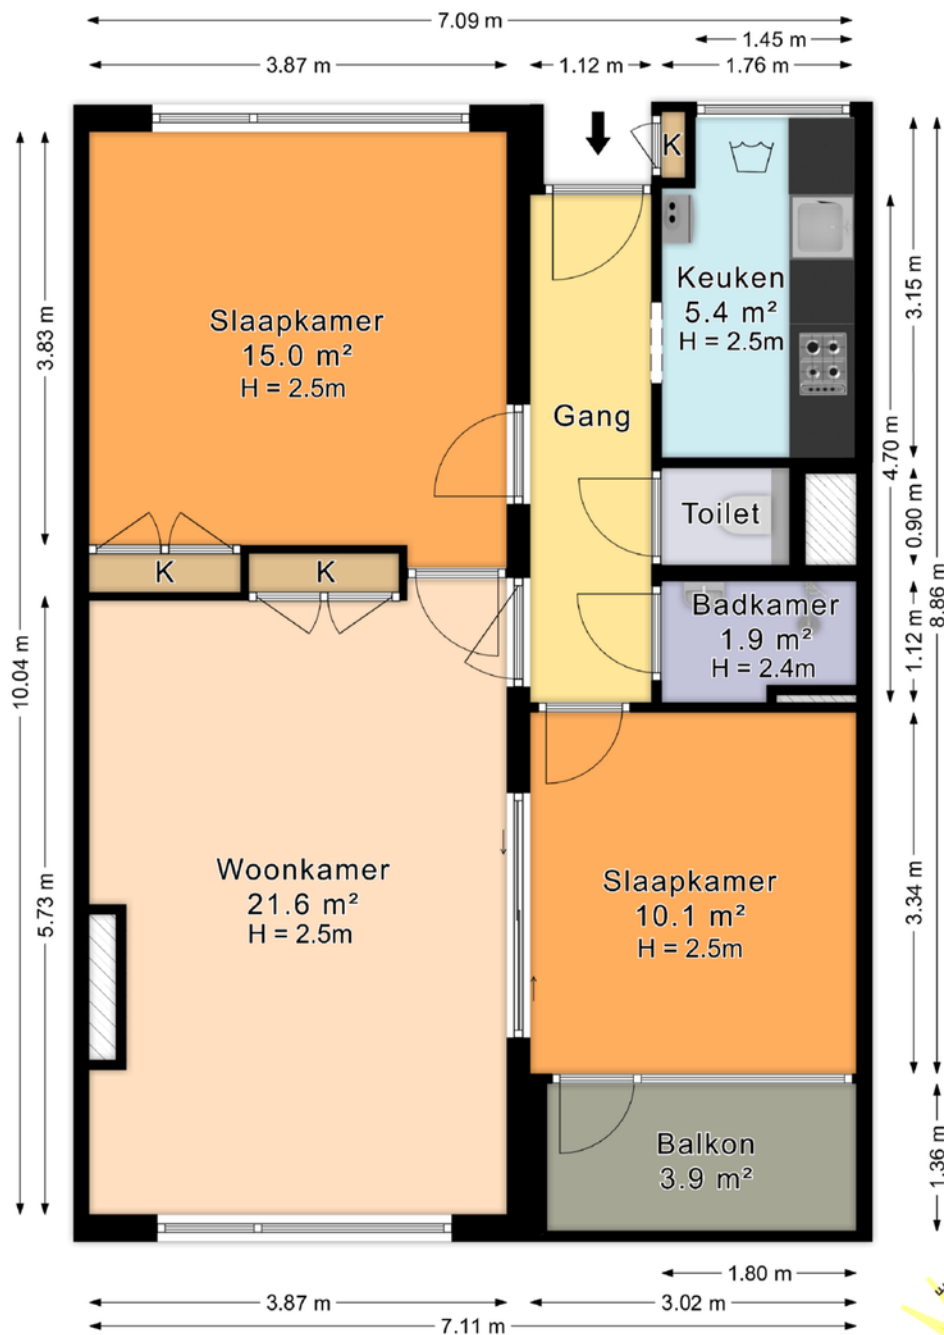 7.09 m
1.45 m
3.87 m
1.12 m
1.76 m
K
3.15 m
3.83 m
Slaapkamer
15.0 m²
H = 2.5m
Keuken
5.4 m²
H = 2.5m
Gang
4.70 m
0.90 m
Toilet
K
K
Badkamer
1.9 m²
H = 2.4m
1.12 m
8.86 m
10.04 m
Woonkamer
21.6 m²
H = 2.5m
5.73 m
Slaapkamer
10.1 m²
H = 2.5m
3.34 m
Balkon
3.9 m²
1.36 m
1.80 m
3.87 m
3.02 m
7.11 m